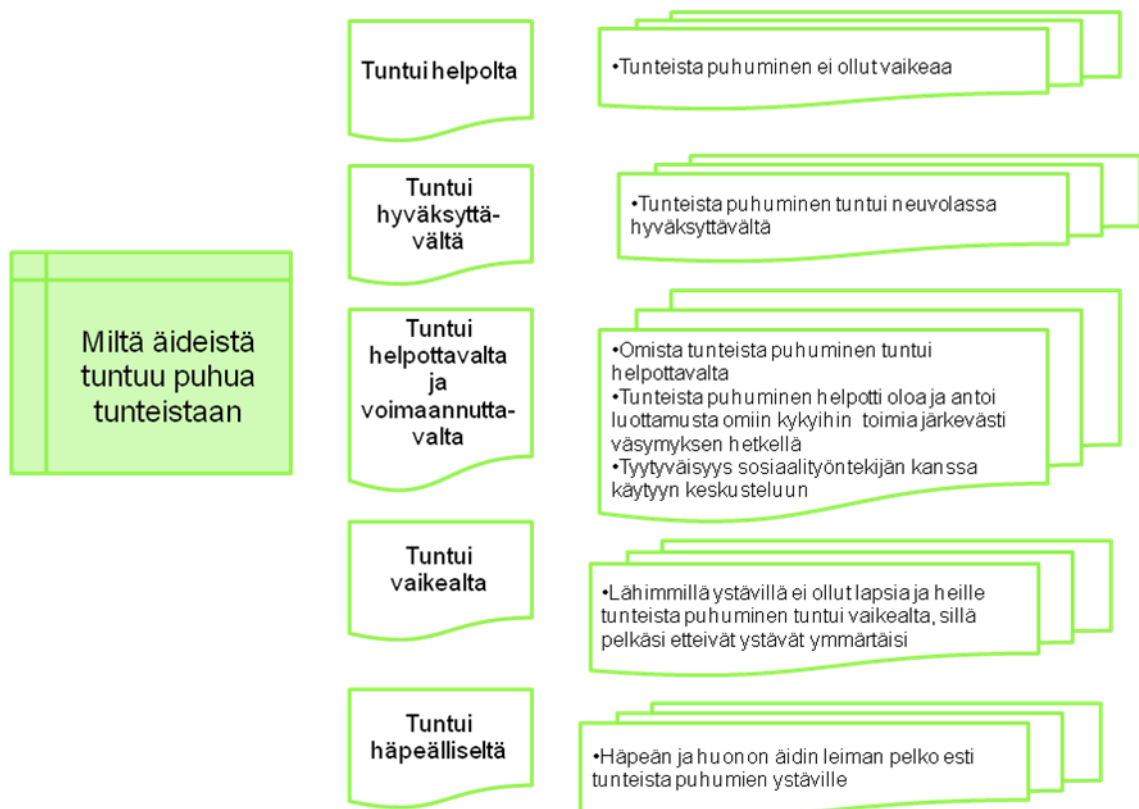 Miltä äideistä
tuntuu puhua
tunteistaan
Tuntui helpolta
•Tunteista puhuminen ei ollut vaikeaa
Tuntui
hyväksyttä-
vältä
•Tunteista puhuminen tuntui neuvolassa
hyväksyttävältä
Tuntui
helpottavalta
ja
voimaannutta-
valta
•Omista tunteista puhuminen tuntui
helpottavalta
•Tunteista puhuminen helpotti oloa ja antoi
luottamusta omiin kykyihin toimia järkevästi
väsymyksen hetkellä
•Tyytyväisyys sosiaalityöntekijän kanssa
käytyyn keskusteluun
Tuntui
vaikealta
•Lähimmillä ystävillä ei ollut lapsia ja heille
tunteista puhuminen tuntui vaikealta, sillä
pelkäsi etteivät ystävät ymmärtäisi
Tuntui
häpeälliseltä
•Häpeän ja huonon äidin leiman pelko esti
tunteista puhumien ystäville